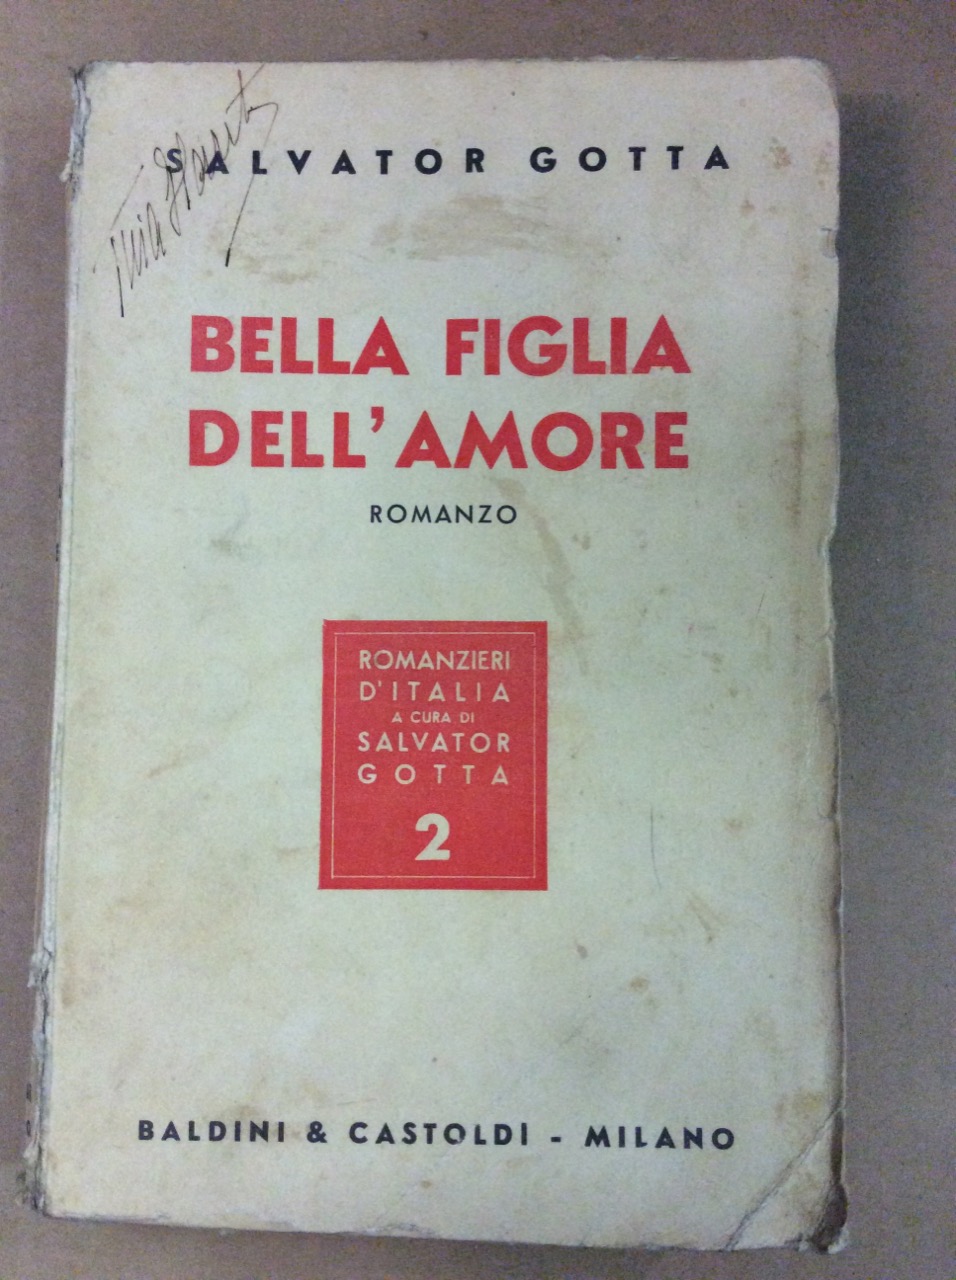 SALVATOR GOTTA
BELLA FIGLIA
DELL'AMORE
ROMANZO
ROMANZIERI
D'ITALIA
A CURA DI
SALVATOR
GOTTA
2
BALDINI & CASTOLDI - MILANO